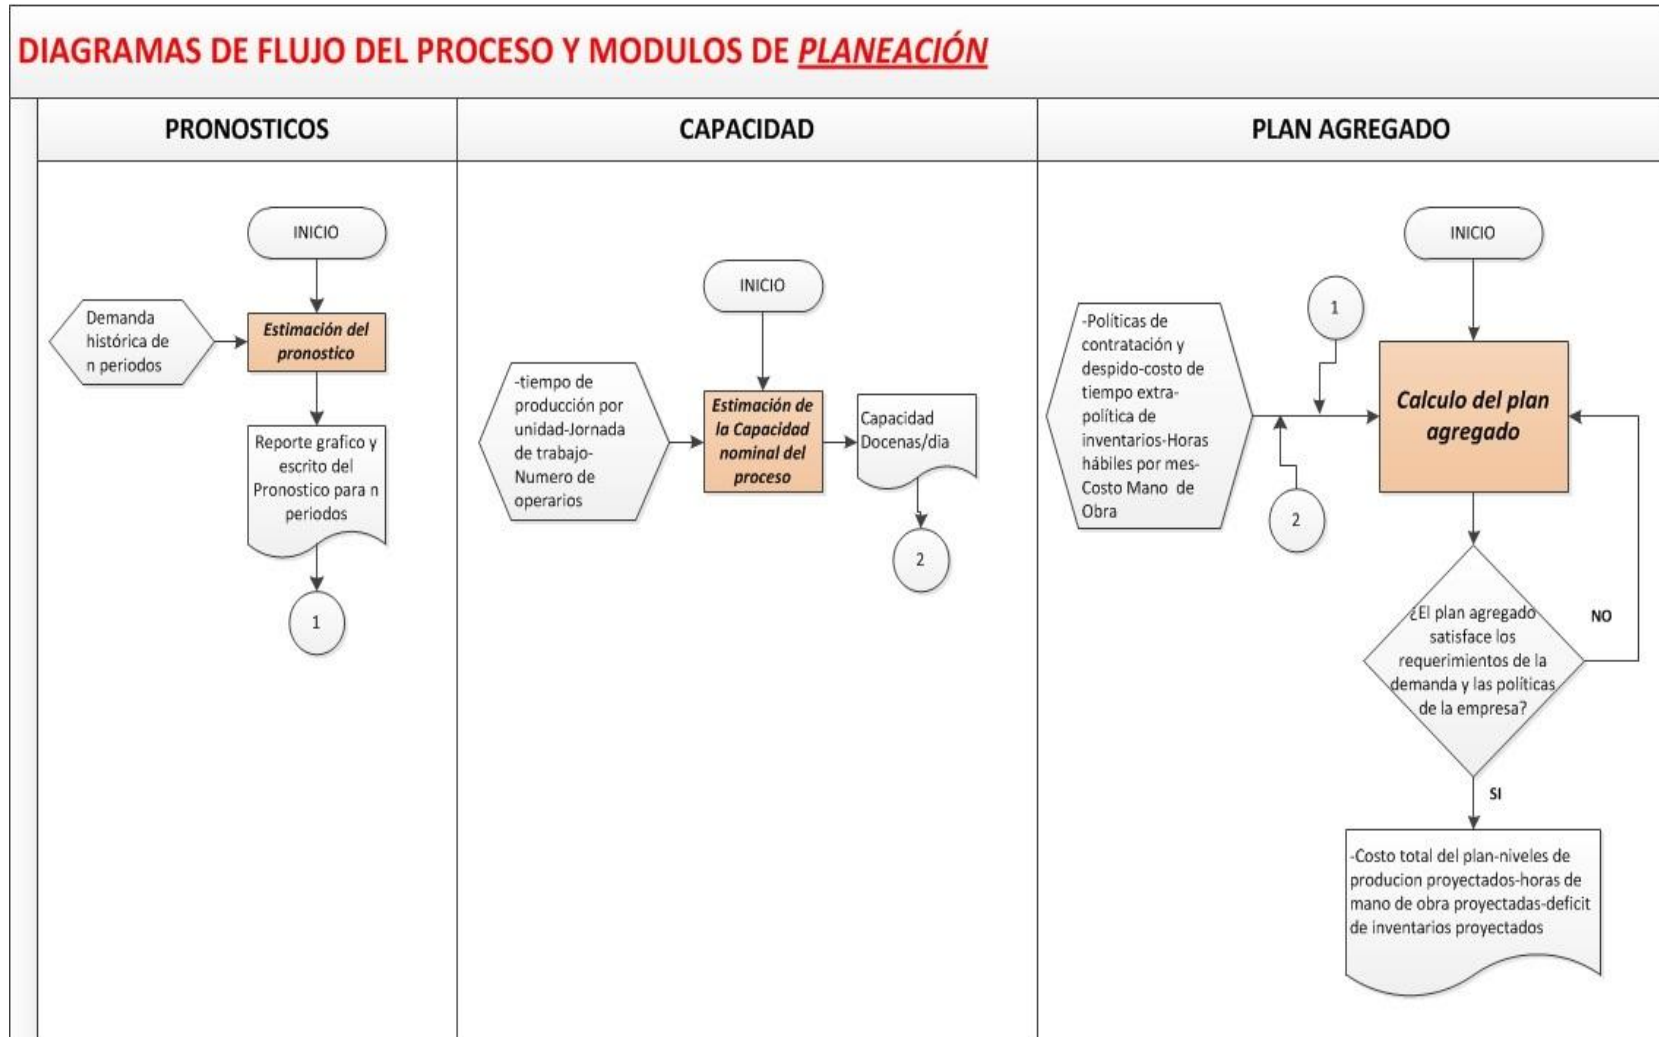 DIAGRAMAS DE FLUJO DEL PROCESO Y MODULOS DE PLANEACIÓN
PRONOSTICOS
INICIO
Demanda
histórica de
n periodos
Estimación del
pronostico
Reporte grafico y
escrito del
Pronostico para n
periodos
1
CAPACIDAD
INICIO
-tiempo de
producción por
unidad-Jornada
de trabajo-
Numero de
operarios
Estimación de
la Capacidad
nominal del
proceso
Capacidad
Docenas/dia
2
PLAN AGREGADO
INICIO
-Políticas de
contratación y
despido-costo de
tiempo extra-
política de
inventarios-Horas
hábiles por mes-
Costo Mano de
Obra
1
2
Calculo del plan
agregado
¿El plan agregado
satisface los
requerimientos de la
demanda y las políticas
de la empresa?
NO
SI
-Costo total del plan-niveles de
producion proyectados-horas de
mano de obra proyectadas-deficit
de inventarios proyectados